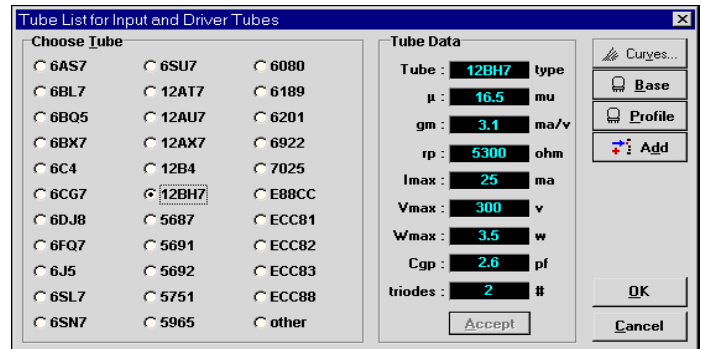 Tube List for Input and Driver Tubes
Choose Tube
6AS7 6SU7 6080
6BL7 12AT7 6189
6BQ5 12AU7 6201
6BX7 12AX7 6922
6C4 12B4 7025
6CG7 12BH7 E88CC
6DJ8 5687 ECC81
6FQ7 5691 ECC82
6J5 5692 ECC83
6SL7 5751 ECC88
6SN7 5965 other
Tube Data
Tube : 12BH7 type
μ : 16.5 mu
gm : 3.1 ma/v
rp : 5300 ohm
Imax : 25 ma
Vmax : 300 v
Wmax : 3.5 w
Cgp : 2.6 pf
triodes : 2 #
Accept
Curves...
Base
Profile
Add
OK
Cancel